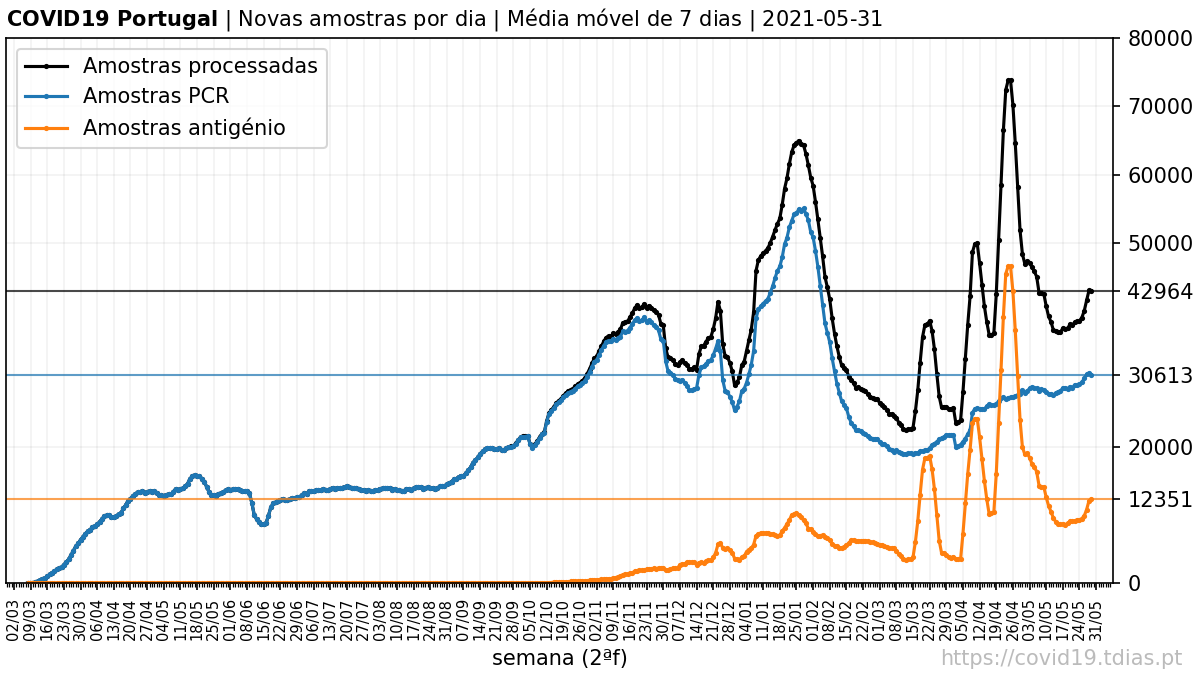 COVID19 Portugal | Novas amostras por dia | Média móvel de 7 dias | 2021-05-31
Amostras processadas
Amostras PCR
Amostras antigénio
80000
70000
60000
50000
42964
30613
20000
12351
0
02/03 09/03 16/03 23/03 30/03 06/04 13/04 20/04 27/04 04/05 11/05 18/05 25/05 01/06 08/06 15/06 22/06 29/06 06/07 13/07 20/07 27/07 03/08 10/08 17/08 24/08 31/08 07/09 14/09 21/09 28/09 05/10 12/10 19/10 26/10 02/11 09/11 16/11 23/11 30/11 07/12 14/12 21/12 28/12 04/01 11/01 18/01 25/01 01/02 08/02 15/02 22/02 01/03 08/03 15/03 22/03 29/03 05/04 12/04 19/04 26/04 03/05 10/05 17/05 24/05 31/05
semana (2ªf)
https://covid19.tdias.pt